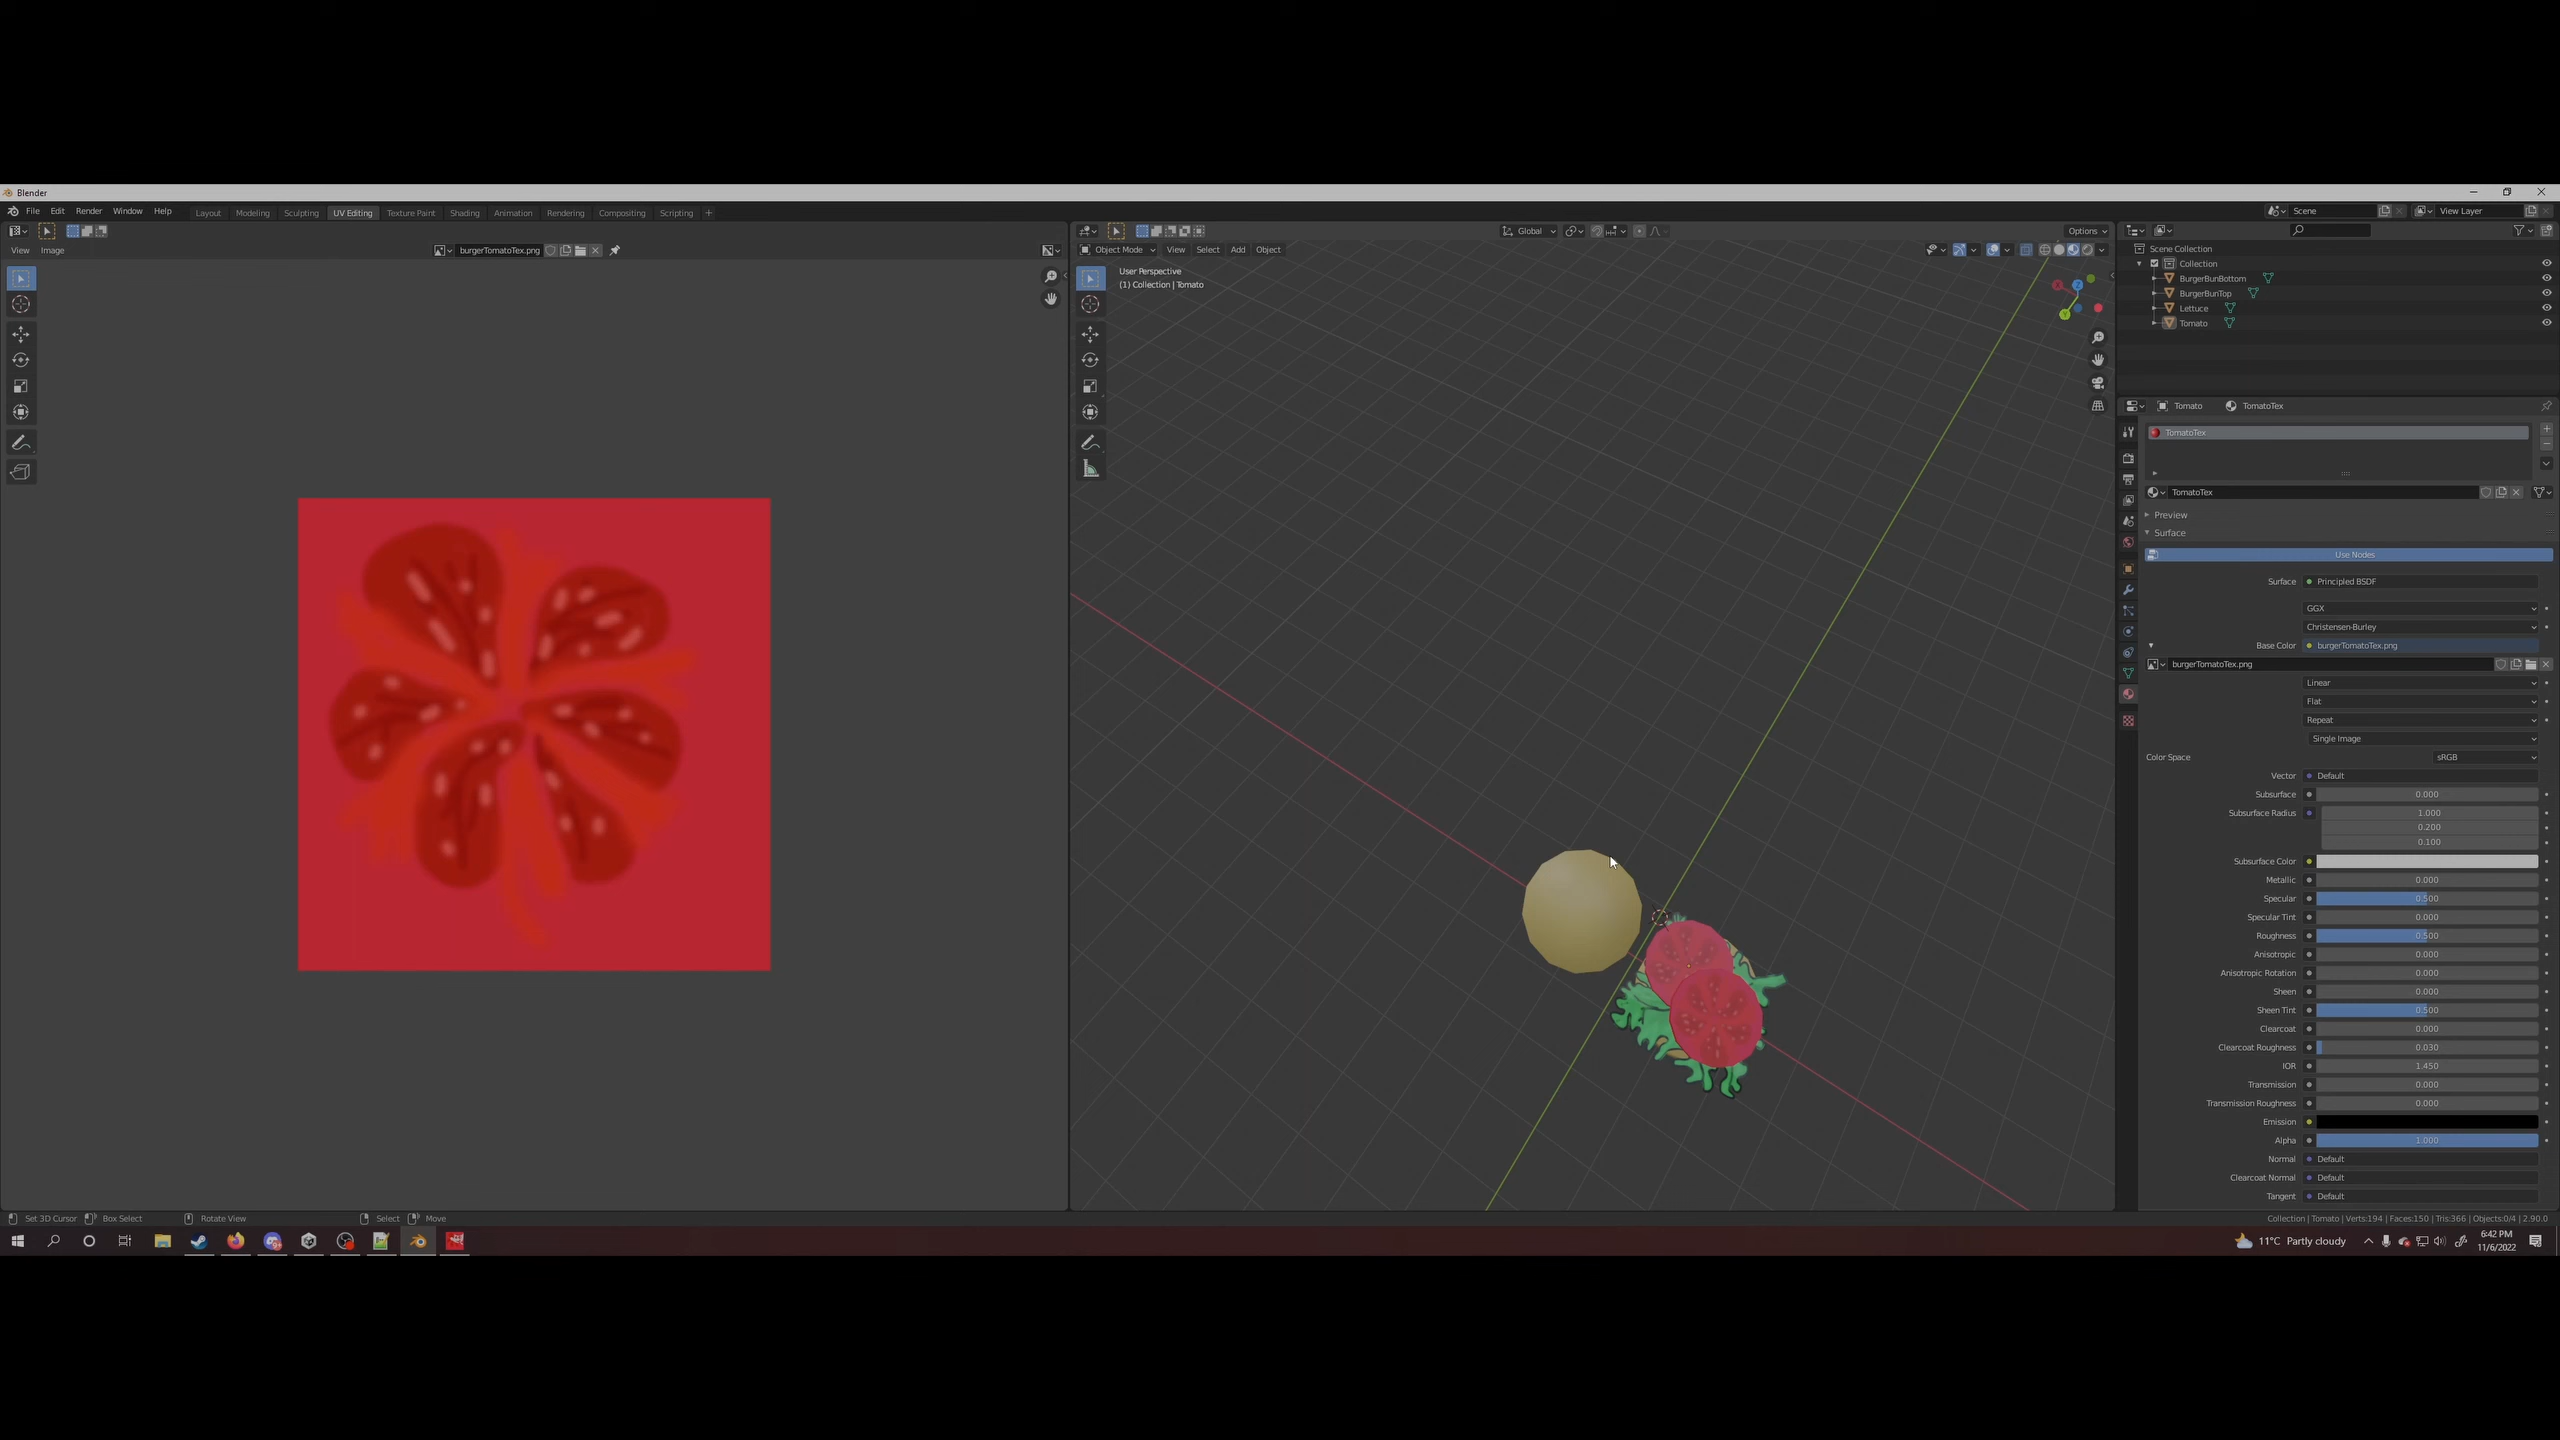 Blender
File Edit Render Window Help Layout Modeling Sculpting UV Editing Texture Paint Shading Animation Rendering Compositing Scripting + Scene View Layer
Global Options
View Image burgerTomatoTex.png Object Mode View Select Add Object
User Perspective
(1) Collection | Tomato
Scene Collection
Collection
BurgerBunBottom
BurgerBunTop
Lettuce
Tomato
Tomato TomatoTex
TomatoTex
TomatoTex
Preview
Surface
Use Nodes
Surface Principled BSDF
GGX
Christensen-Burley
Base Color burgerTomatoTex.png
burgerTomatoTex.png
Linear
Flat
Repeat
Single Image
Color Space sRGB
Vector Default
Subsurface 0.000
Subsurface Radius 1.000
0.200
0.100
Subsurface Color
Metallic 0.000
Specular 0.500
Specular Tint 0.000
Roughness 0.500
Anisotropic 0.000
Anisotropic Rotation 0.000
Sheen 0.000
Sheen Tint 0.500
Clearcoat 0.000
Clearcoat Roughness 0.030
IOR 1.450
Transmission 0.000
Transmission Roughness 0.000
Emission
Alpha 1.000
Normal Default
Clearcoat Normal Default
Tangent Default
Set 3D Cursor Box Select Rotate View Select Move Collection | Tomato | Verts:194 | Faces:150 | Tris:366 | Objects:0/4 | 2.90.0
11°C Partly cloudy
6:42 PM
11/6/2022